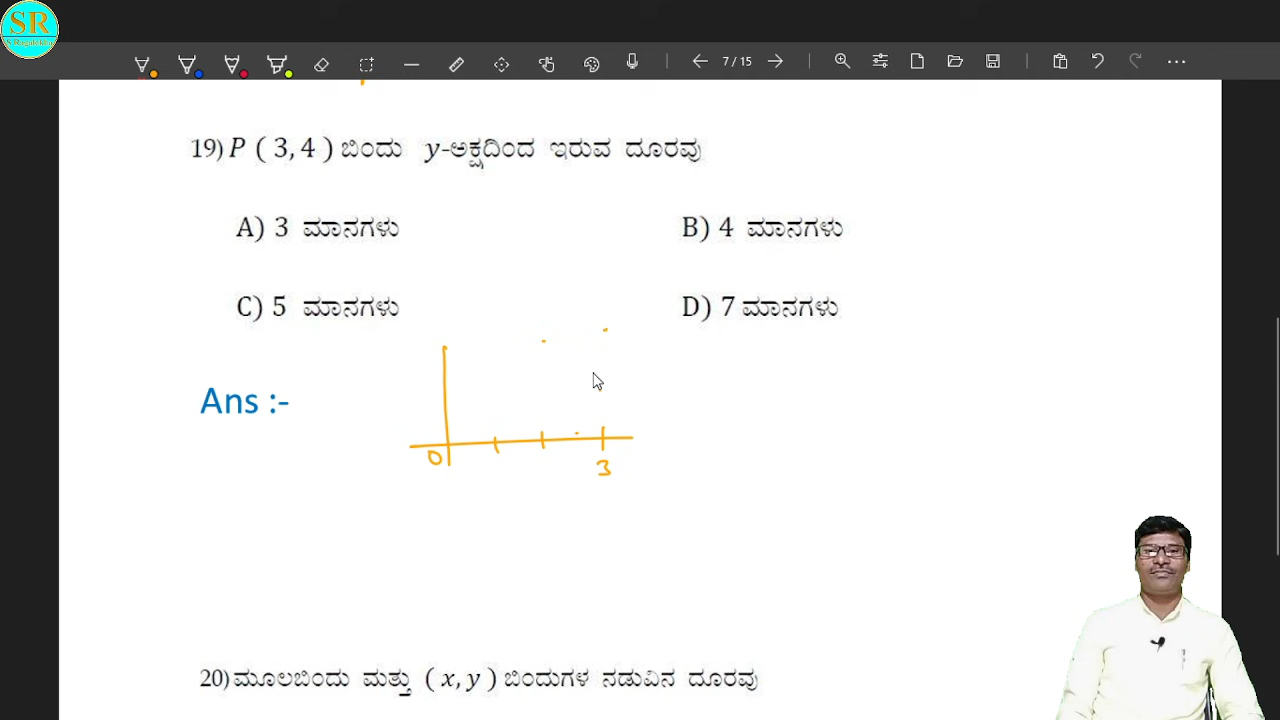 SR
7 / 15
19) P ( 3, 4 ) ಬಿಂದು y-ಅಕ್ಷದಿಂದ ಇರುವ ದೂರವು
A) 3 ಮಾನಗಳು B) 4 ಮಾನಗಳು
C) 5 ಮಾನಗಳು D) 7 ಮಾನಗಳು
Ans :-
0 3
20) ಮೂಲಬಿಂದು ಮತ್ತು ( x, y ) ಬಿಂದುಗಳ ನಡುವಿನ ದೂರವು